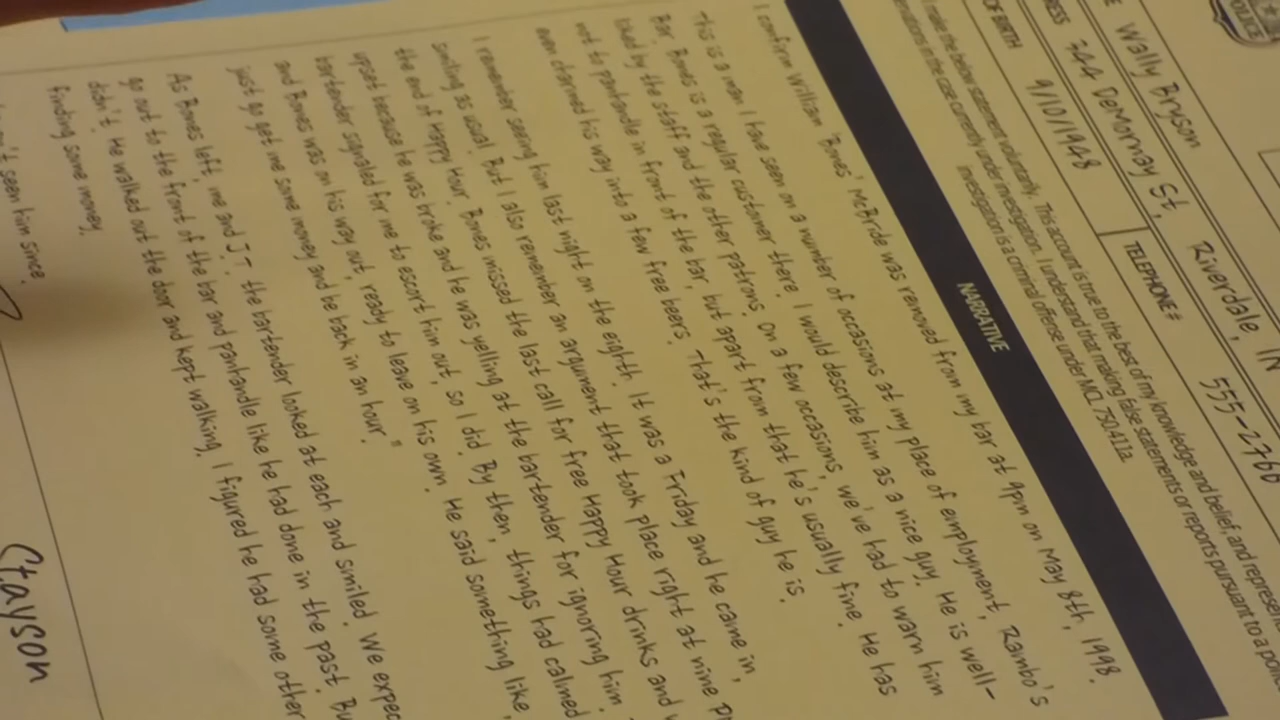 POLICE
Wally Bryson
344 DeMornay St, Riverdale, IN
OF BIRTH 9/10/1948 TELEPHONE # 555-2766
made the below statement voluntarily. This account is true to the best of my knowledge and belief, and
in the case currently under investigation. I understand that making false statements or reports pursuant to a
investigation is a criminal offense under MCL 750.411a.
NARRATIVE
I confirm William 'Bones' McBride was removed from my bar at 9pm on May 8th, 1998.
This is a man I have seen on a number of occasions at my place of employment, Rambo's
Bar. Bones is a regular customer there. I would describe him as a nice guy. He is well-
liked by the staff and the other patrons. On a few occasions, we've had to warn him
not to panhandle in front of the bar, but apart from that he's usually fine. He has
even charmed his way into a few free beers. That's the kind of guy he is.
I remember seeing him last night on the eighth. It was a Friday and he came in,
smiling as usual. But I also remember an argument that took place right at nine
the end of Happy Hour. Bones missed the last call for free Happy Hour drinks and
upset because he was broke and he was yelling at the bartender for ignoring him.
bartender signaled for me to escort him out, so I did. By then, things had calmed
and Bones was on his way out, ready to leave on his own. He said something like,
just go get me some money and be back in an hour."
As Bones left, me and J.T. the bartender looked at each and smiled. We
go out to the front of the bar and panhandle like he had done in the past.
didn't. He walked out the door and kept walking. I figured he had some other
finding some money.
seen him since.